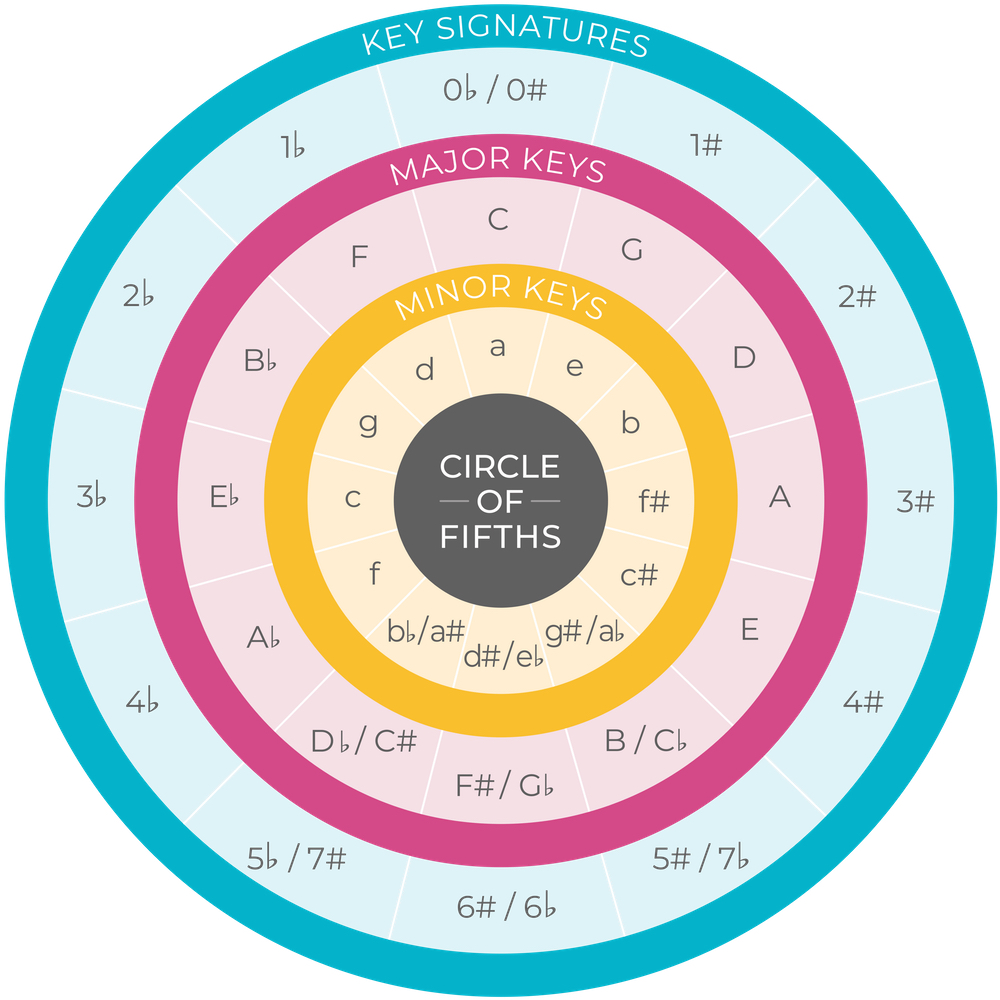 KEY SIGNATURES
0♭ / 0#
1#
2#
3#
4#
5# / 7♭
6# / 6♭
5♭ / 7#
4♭
3♭
2♭
1♭
MAJOR KEYS
C
G
D
A
E
B / C♭
F# / G♭
D♭ / C#
A♭
E♭
B♭
F
MINOR KEYS
a
e
b
f#
c#
g#/a♭
d#/e♭
b♭/a#
f
c
g
d
CIRCLE
OF
FIFTHS